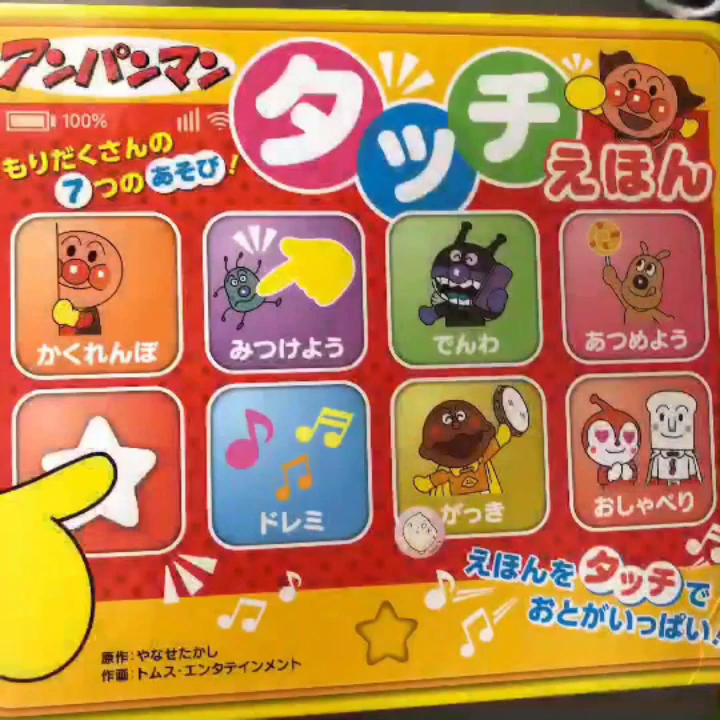 アンパンマン
タッチ
えほん
100%
もりだくさんの
7つのあそび!
かくれんぼ
みつけよう
でんわ
あつめよう
ドレミ
がっき
おしゃべり
えほんをタッチで
おとがいっぱい!
原作:やなせたかし
作画:トムス・エンタテインメント